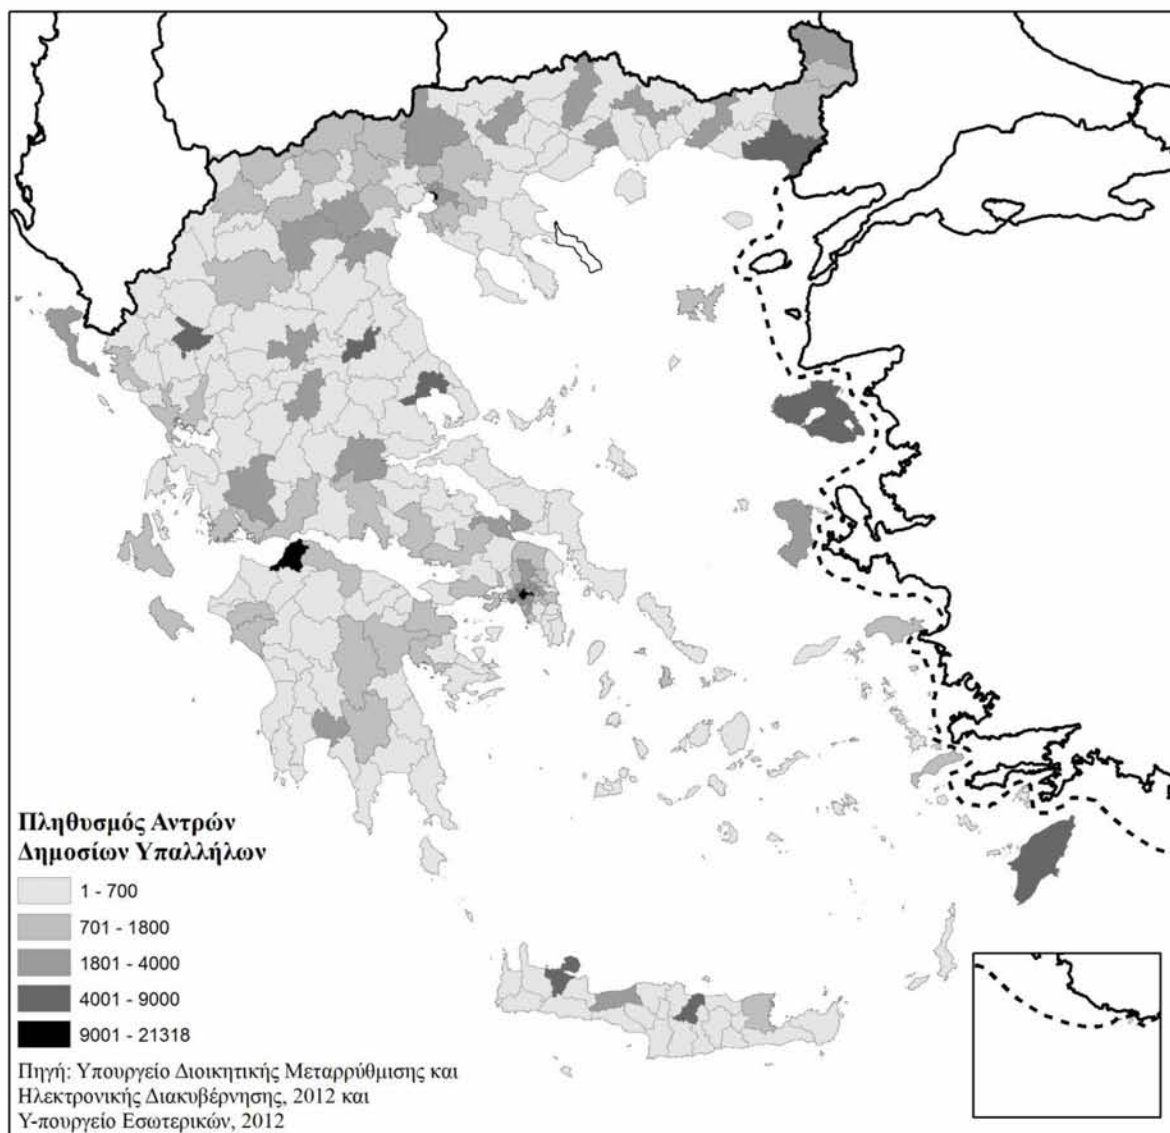 Πληθυσμός Αντρών
Δημοσίων Υπαλλήλων
1 - 700
701 - 1800
1801 - 4000
4001 - 9000
9001 - 21318
Πηγή: Υπουργείο Διοικητικής Μεταρρύθμισης και
Ηλεκτρονικής Διακυβέρνησης, 2012 και
Υ-πουργείο Εσωτερικών, 2012